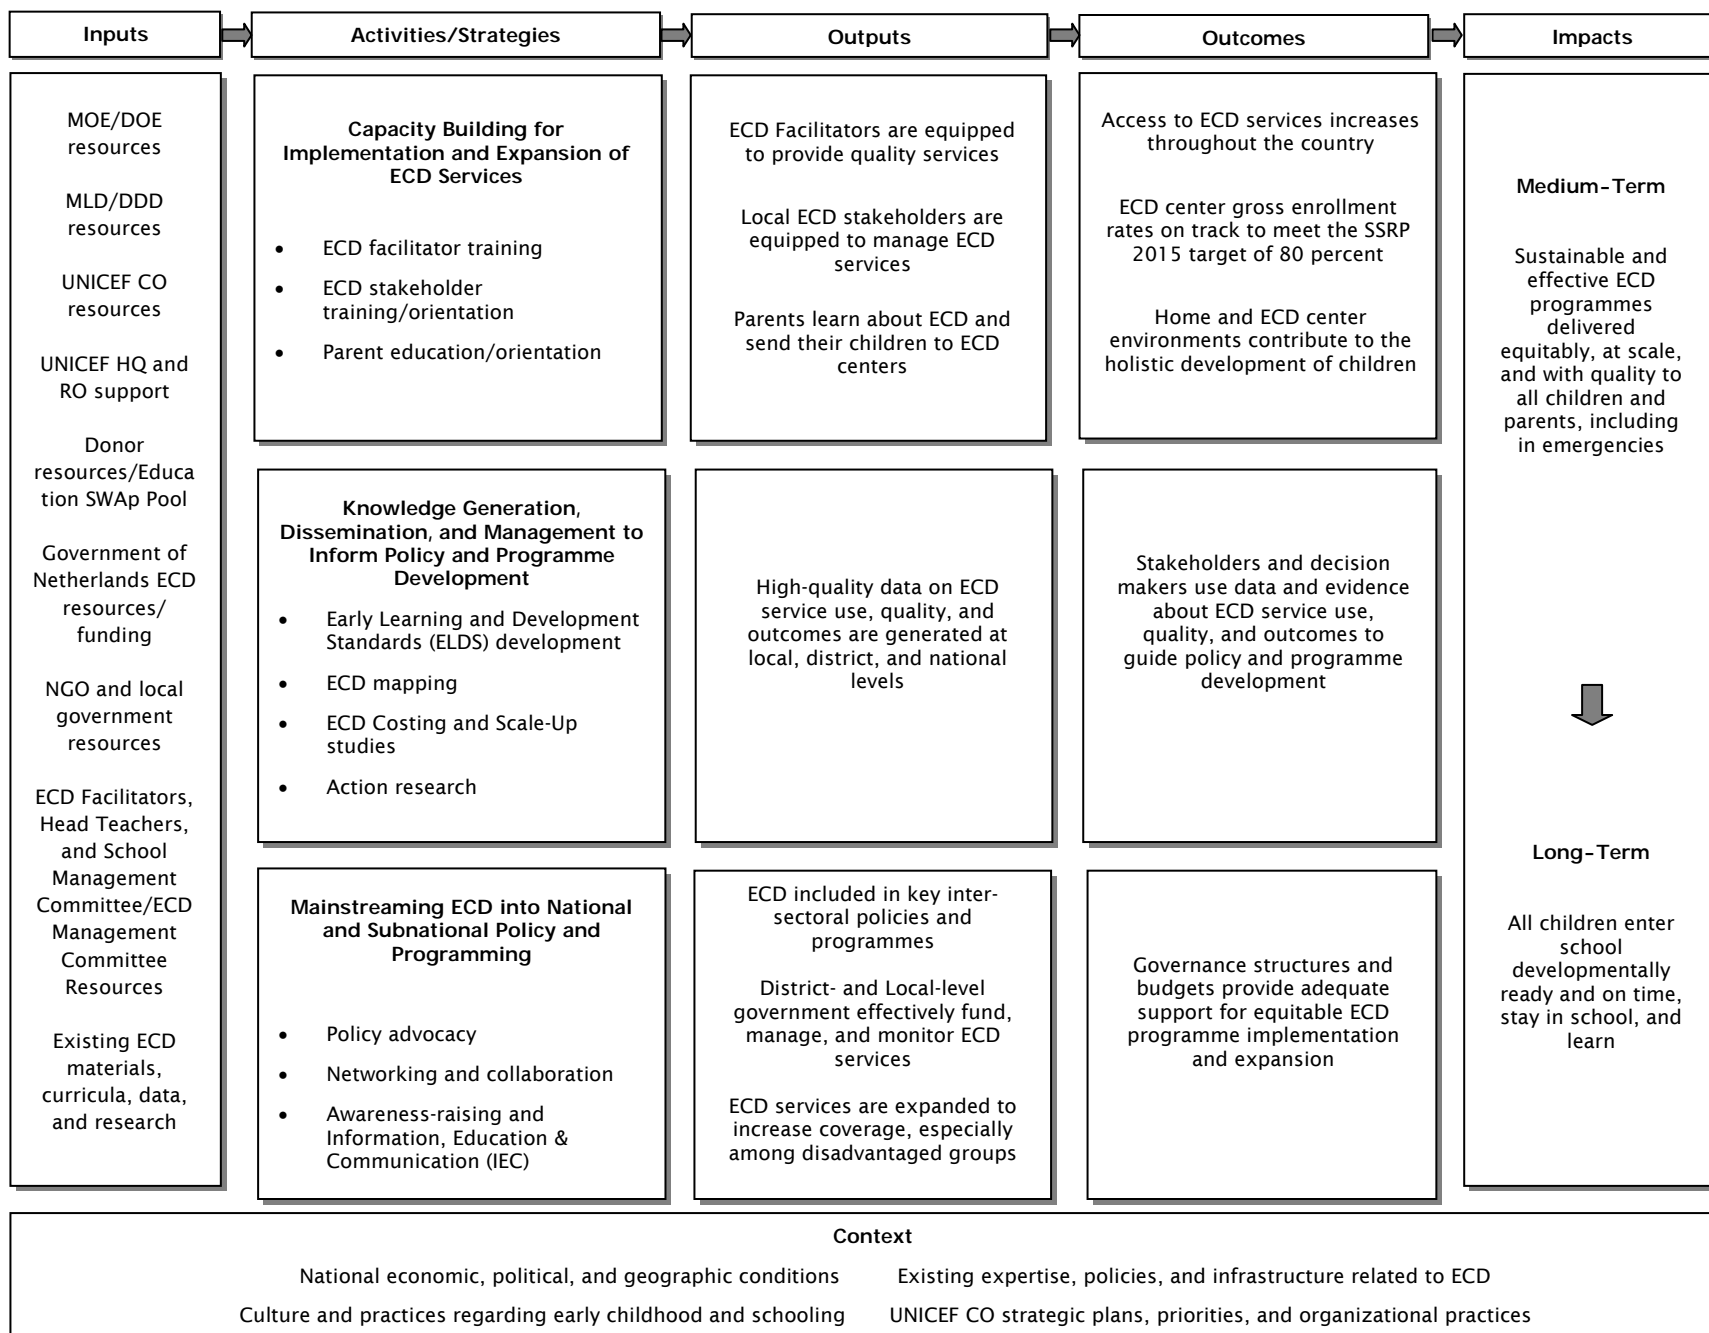 Inputs
Activities/Strategies
Outputs
Outcomes
Impacts
MOE/DOE
resources
MLD/DDD
resources
UNICEF CO
resources
UNICEF HQ and
RO support
Donor
resources/Educa
tion SWAp Pool
Government of
Netherlands ECD
resources/
funding
NGO and local
government
resources
ECD Facilitators,
Head Teachers,
and School
Management
Committee/ECD
Management
Committee
Resources
Existing ECD
materials,
curricula, data,
and research
Capacity Building for
Implementation and Expansion of
ECD Services
• ECD facilitator training
• ECD stakeholder
training/orientation
• Parent education/orientation
ECD Facilitators are equipped
to provide quality services
Local ECD stakeholders are
equipped to manage ECD
services
Parents learn about ECD and
send their children to ECD
centers
Access to ECD services increases
throughout the country
ECD center gross enrollment
rates on track to meet the SSRP
2015 target of 80 percent
Home and ECD center
environments contribute to the
holistic development of children
Knowledge Generation,
Dissemination, and Management to
Inform Policy and Programme
Development
• Early Learning and Development
Standards (ELDS) development
• ECD mapping
• ECD Costing and Scale-Up
studies
• Action research
High-quality data on ECD
service use, quality, and
outcomes are generated at
local, district, and national
levels
Stakeholders and decision
makers use data and evidence
about ECD service use,
quality, and outcomes to
guide policy and programme
development
Mainstreaming ECD into National
and Subnational Policy and
Programming
• Policy advocacy
• Networking and collaboration
• Awareness-raising and
Information, Education &
Communication (IEC)
ECD included in key inter-
sectoral policies and
programmes
District- and Local-level
government effectively fund,
manage, and monitor ECD
services
ECD services are expanded to
increase coverage, especially
among disadvantaged groups
Governance structures and
budgets provide adequate
support for equitable ECD
programme implementation
and expansion
Medium-Term
Sustainable and
effective ECD
programmes
delivered
equitably, at scale,
and with quality to
all children and
parents, including
in emergencies
Long-Term
All children enter
school
developmentally
ready and on time,
stay in school, and
learn
Context
National economic, political, and geographic conditions Existing expertise, policies, and infrastructure related to ECD
Culture and practices regarding early childhood and schooling UNICEF CO strategic plans, priorities, and organizational practices